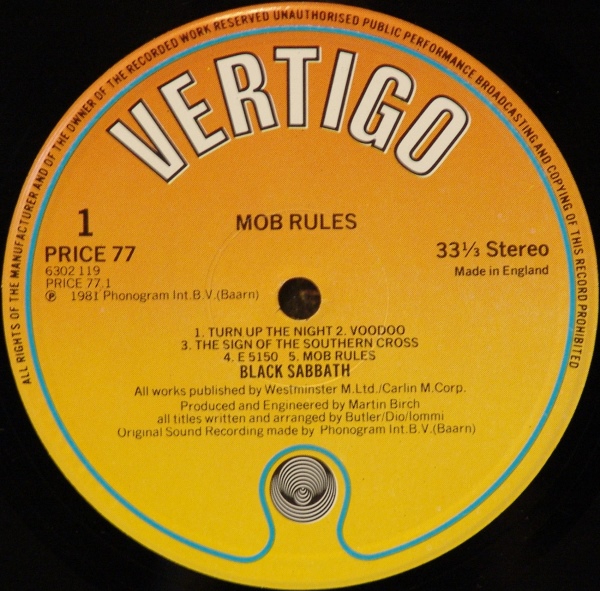 ALL RIGHTS OF THE MANUFACTURER AND OF THE OWNER OF THE RECORDED WORK RESERVED UNAUTHORISED PUBLIC PERFORMANCE BROADCASTING AND COPYING OF THIS RECORD PROHIBITED
VERTIGO
1
MOB RULES
PRICE 77
33⅓ Stereo
6302 119
Made in England
PRICE 77.1
℗ 1981 Phonogram Int.B.V.(Baarn)
1. TURN UP THE NIGHT 2. VOODOO
3. THE SIGN OF THE SOUTHERN CROSS
4. E 5150 5. MOB RULES
BLACK SABBATH
All works published by Westminster M.Ltd./Carlin M.Corp.
Produced and Engineered by Martin Birch
all titles written and arranged by Butler/Dio/Iommi
Original Sound Recording made by Phonogram Int.B.V.(Baarn)